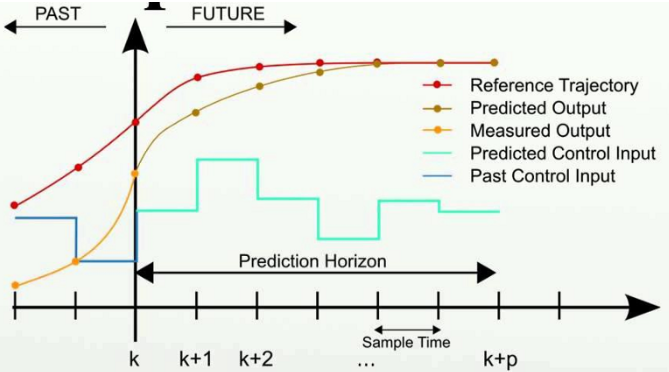 PAST
FUTURE
Reference Trajectory
Predicted Output
Measured Output
Predicted Control Input
Past Control Input
Prediction Horizon
Sample Time
k
k+1
k+2
...
k+p